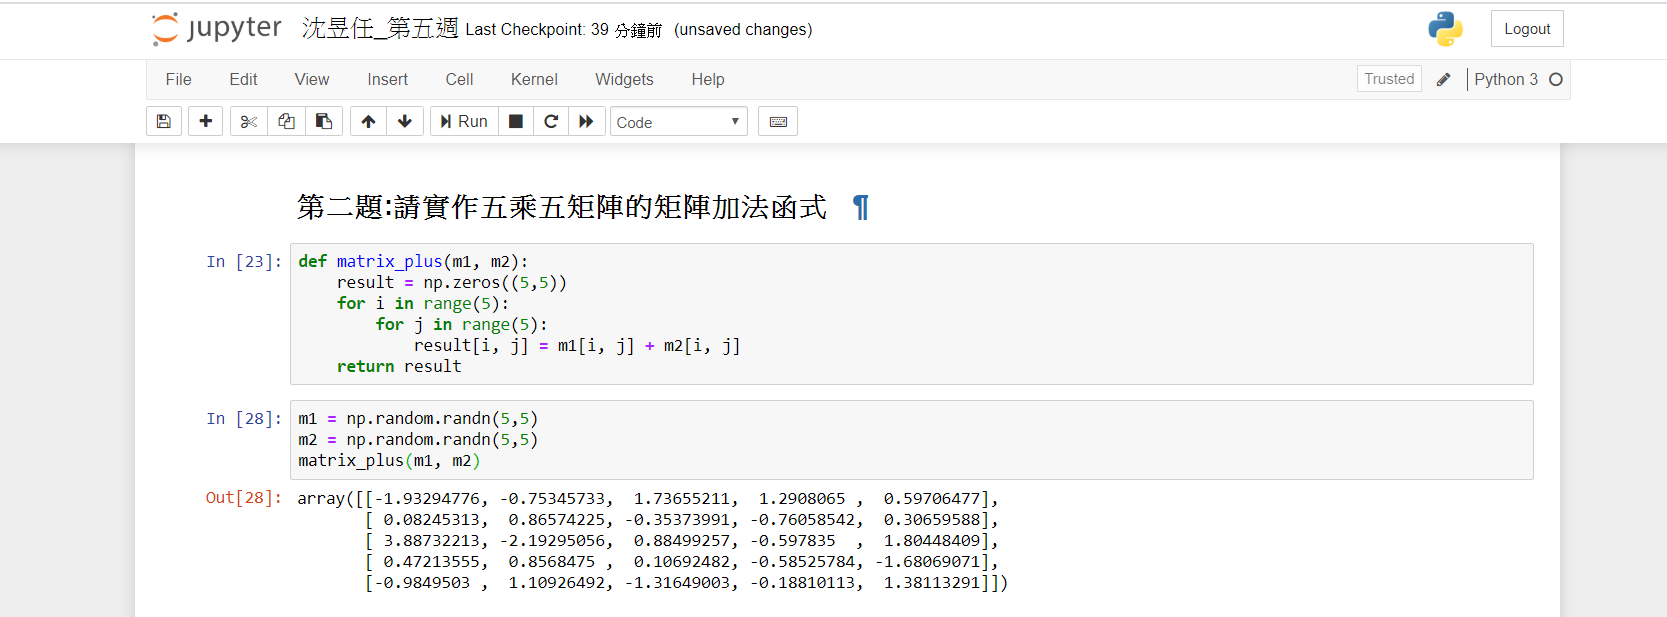 jupyter 沈昱任_第五週 Last Checkpoint: 39 分鐘前 (unsaved changes) Logout
File Edit View Insert Cell Kernel Widgets Help Trusted Python 3
Run Code
第二題:請實作五乘五矩陣的矩陣加法函式 ¶
In [23]: def matrix_plus(m1, m2):
    result = np.zeros((5,5))
    for i in range(5):
        for j in range(5):
            result[i, j] = m1[i, j] + m2[i, j]
    return result
In [28]: m1 = np.random.randn(5,5)
m2 = np.random.randn(5,5)
matrix_plus(m1, m2)
Out[28]: array([[-1.93294776, -0.75345733,  1.73655211,  1.2908065 ,  0.59706477],
       [ 0.08245313,  0.86574225, -0.35373991, -0.76058542,  0.30659588],
       [ 3.88732213, -2.19295056,  0.88499257, -0.597835  ,  1.80448409],
       [ 0.47213555,  0.8568475 ,  0.10692482, -0.58525784, -1.68069071],
       [-0.9849503 ,  1.10926492, -1.31649003, -0.18810113,  1.38113291]])